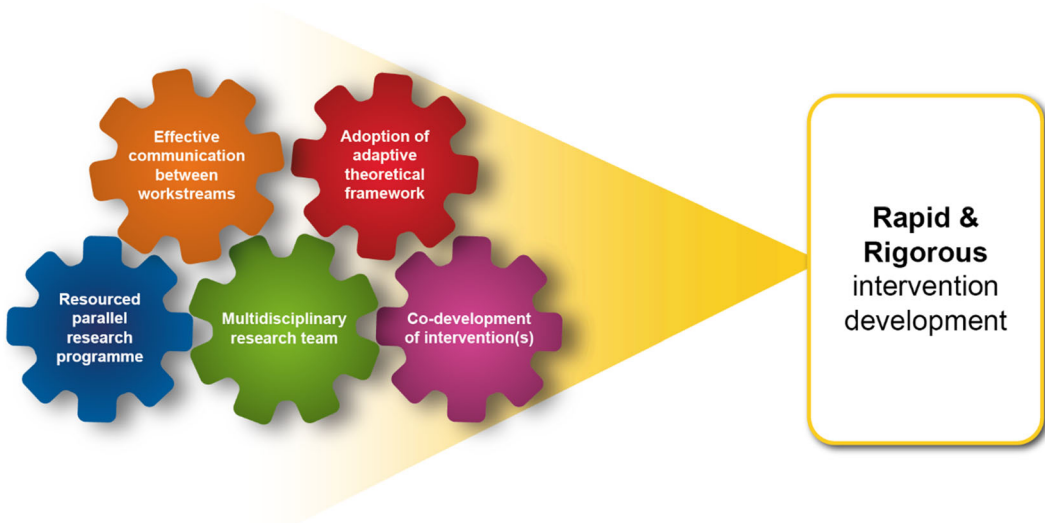 Effective
communication
between
workstreams
Adoption of
adaptive
theoretical
framework
Resourced
parallel
research
programme
Multidisciplinary
research team
Co-development
of intervention(s)
Rapid &
Rigorous
intervention
development